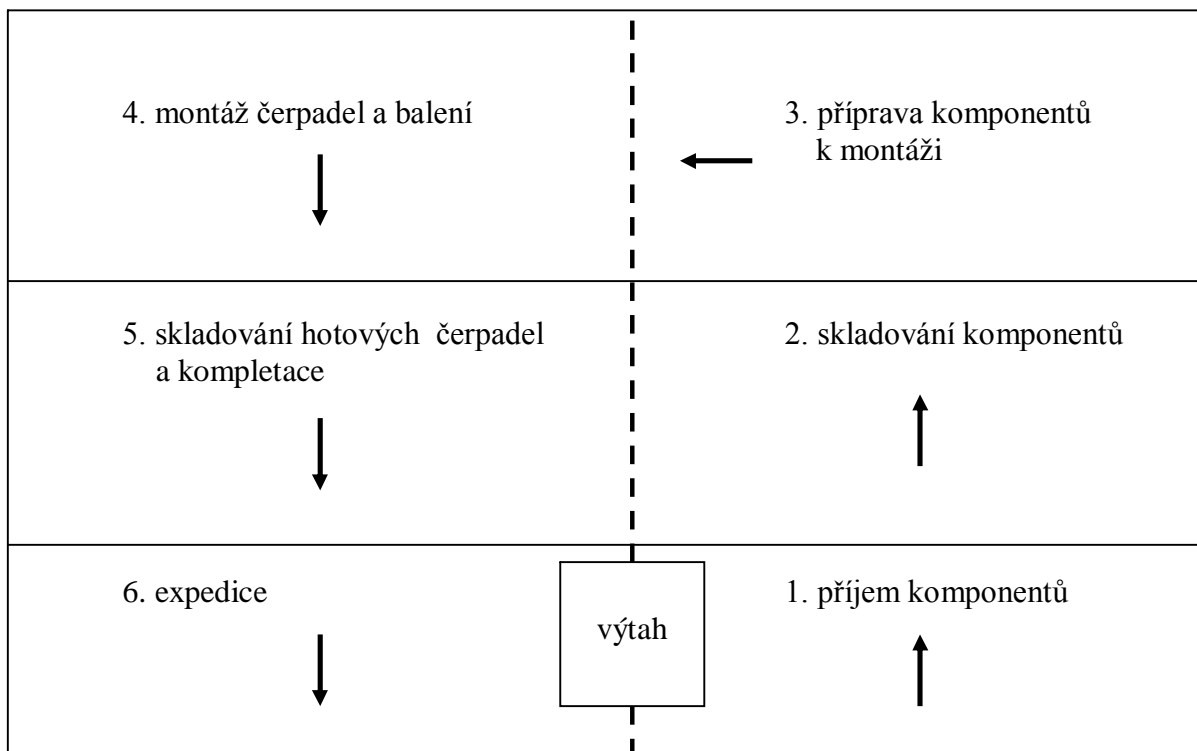 4. montáž čerpadel a balení
3. příprava komponentů
k montáži
5. skladování hotových  čerpadel
a kompletace
2. skladování komponentů
6. expedice
výtah
1. příjem komponentů